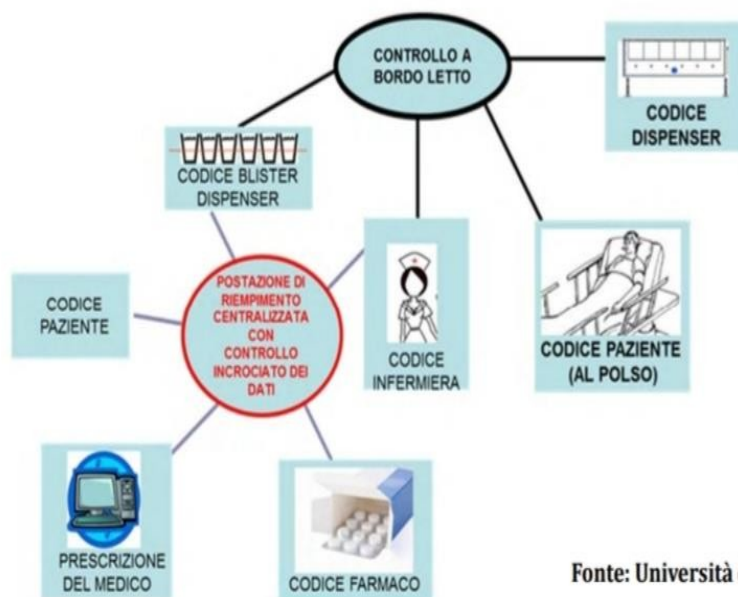 CONTROLLO A
BORDO LETTO
CODICE
DISPENSER
CODICE BLISTER
DISPENSER
POSTAZIONE DI
RIEMPIMENTO
CENTRALIZZATA
CON
CONTROLLO
INCROCIATO DEI
DATI
CODICE
PAZIENTE
CODICE
INFERMIERA
CODICE PAZIENTE
(AL POLSO)
PRESCRIZIONE
DEL MEDICO
CODICE FARMACO
Fonte: Università